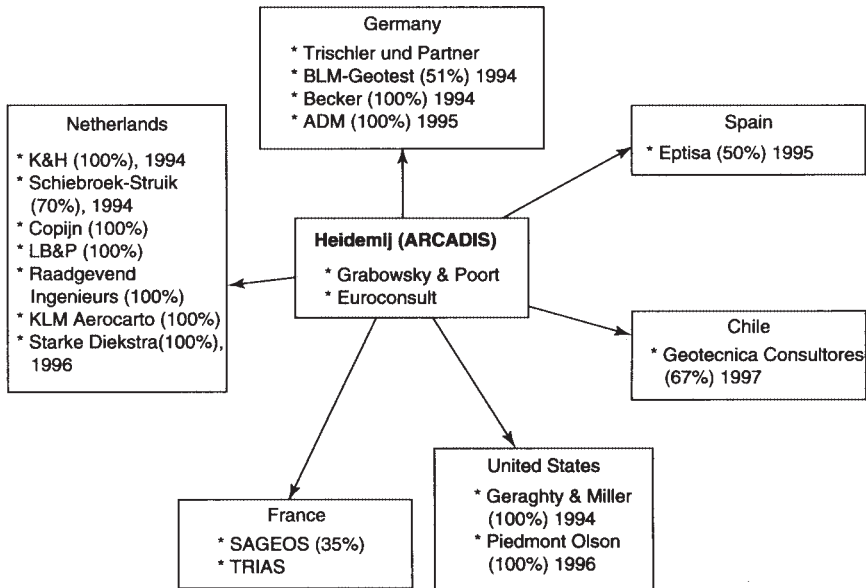 Germany
* Trischler und Partner
* BLM-Geotest (51%) 1994
* Becker (100%) 1994
* ADM (100%) 1995
Netherlands
* K&H (100%), 1994
* Schiebroek-Struik
(70%), 1994
* Copijn (100%)
* LB&P (100%)
* Raadgevend
Ingenieurs (100%)
* KLM Aerocarto (100%)
* Starke Diekstra(100%),
1996
Spain
* Eptisa (50%) 1995
Heidemij (ARCADIS)
* Grabowsky & Poort
* Euroconsult
Chile
* Geotecnica Consultores
(67%) 1997
France
* SAGEOS (35%)
* TRIAS
United States
* Geraghty & Miller
(100%) 1994
* Piedmont Olson
(100%) 1996